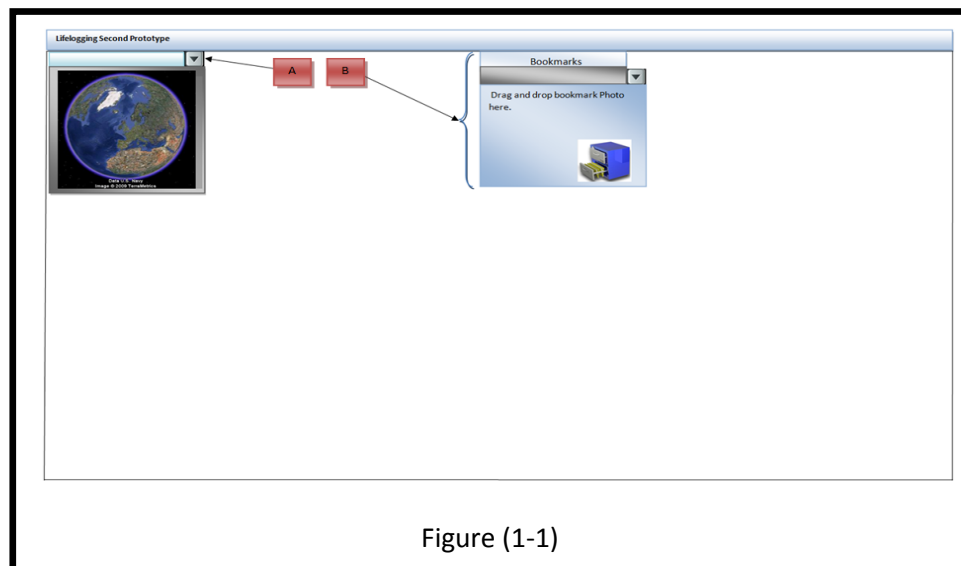 Lifelogging Second Prototype
A
B
Bookmarks
Drag and drop bookmark Photo
here.
Data U.S. Navy
Image © 2009 TerraMetrics
Figure (1-1)